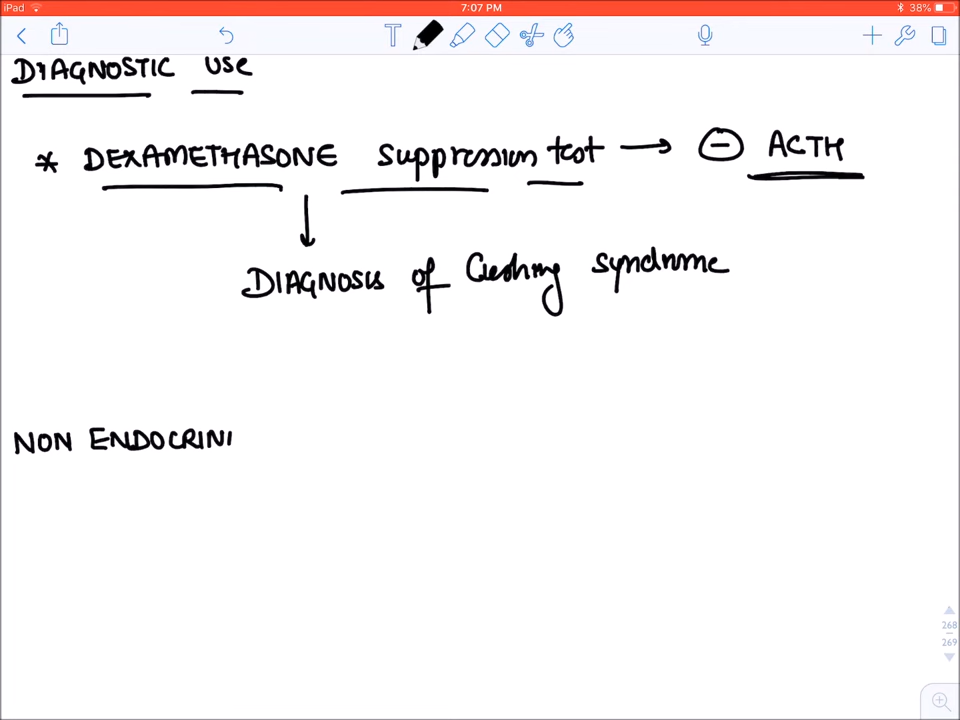 iPad 7:07 PM 38%
T
DIAGNOSTIC USE
* DEXAMETHASONE Suppression test → ⊖ ACTH
↓
DIAGNOSIS of Cushing syndrome
NON ENDOCRINI
268
269